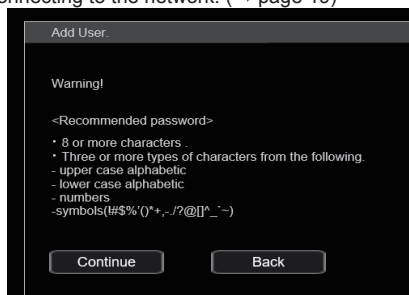 connecting to the network. (→ page 19)
Add User.
Warning!
<Recommended password>
・8 or more characters .
・Three or more types of characters from the following.
- upper case alphabetic
- lower case alphabetic
- numbers
-symbols(!#$%'()*+,-./?@[]^_`~)
Continue
Back